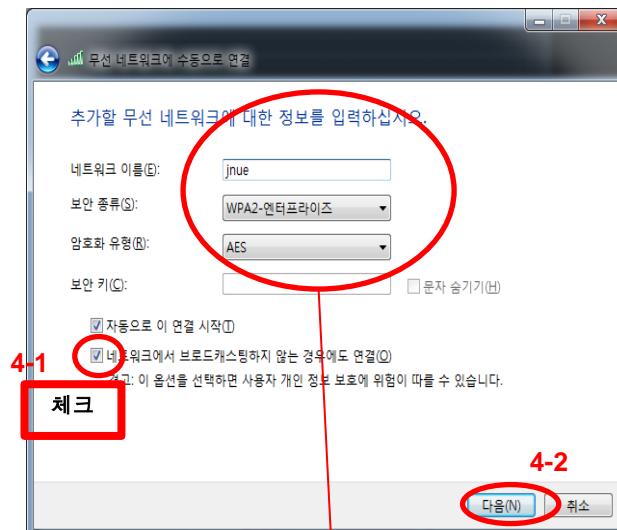 무선 네트워크에 수동으로 연결
추가할 무선 네트워크에 대한 정보를 입력하십시오.
네트워크 이름(E): jnue
보안 종류(S): WPA2-엔터프라이즈
암호화 유형(R): AES
보안 키(C): 문자 숨기기(H)
자동으로 이 연결 시작(T)
4-1 네트워크에서 브로드캐스팅하지 않는 경우에도 연결(O)
경고: 이 옵션을 선택하면 사용자 개인 정보 보호에 위험이 따를 수 있습니다.
체크
4-2
다음(N) 취소